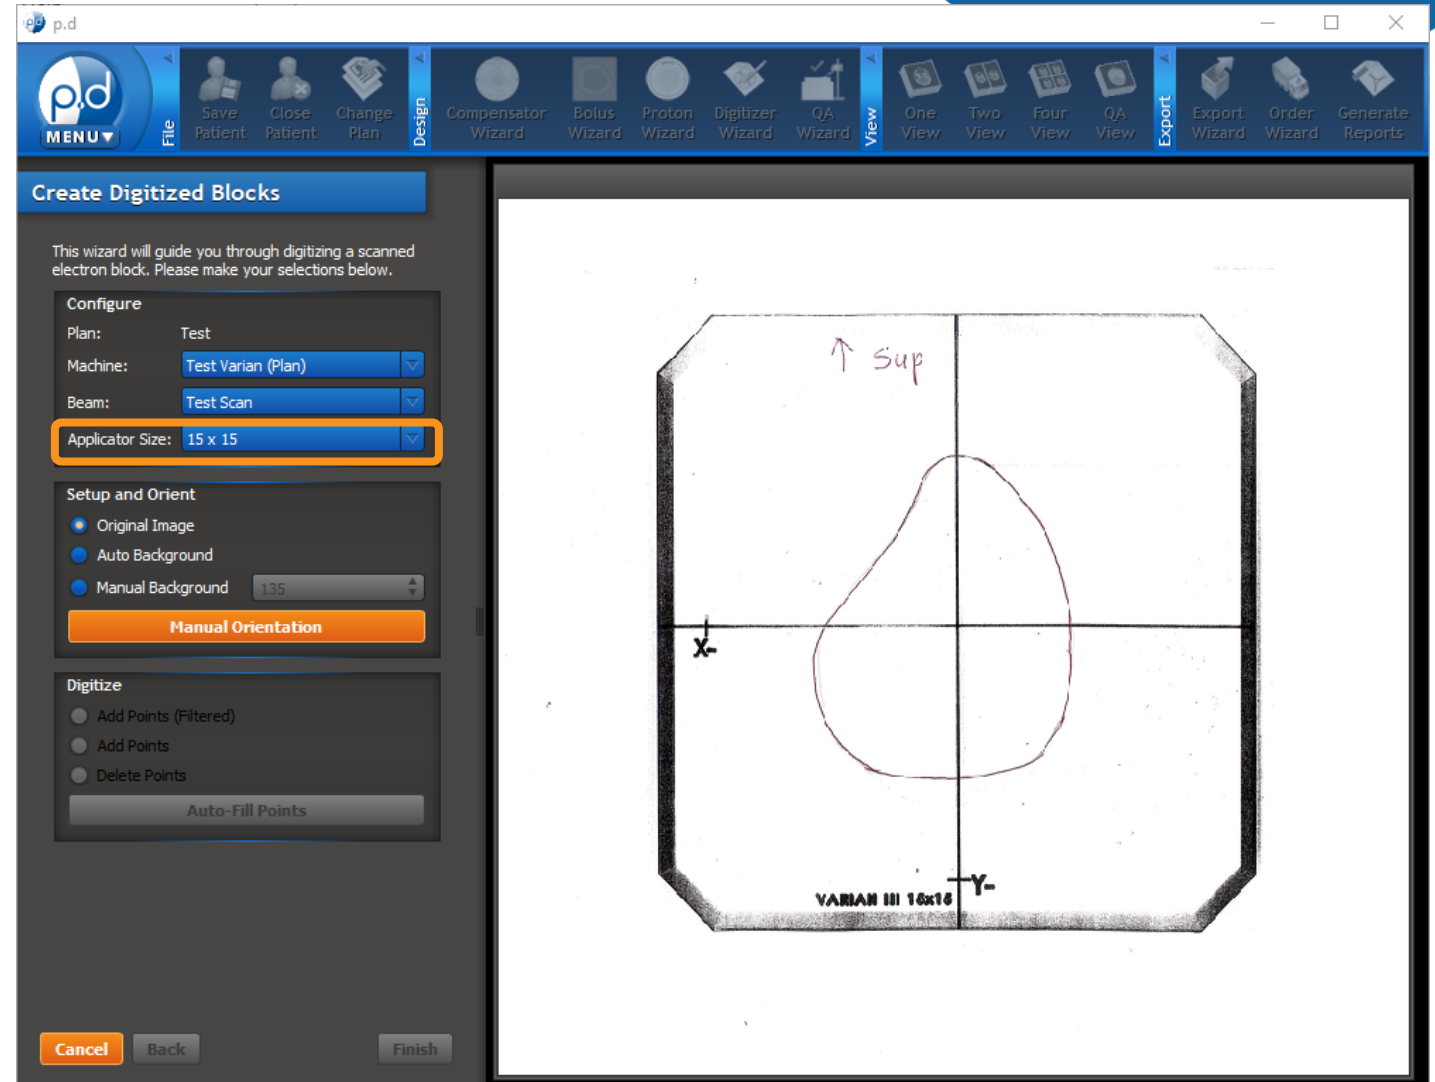 p.d
p.d
MENU
File
Save Patient
Close Patient
Change Plan
Design
Compensator Wizard
Bolus Wizard
Proton Wizard
Digitizer Wizard
QA Wizard
View
One View
Two View
Four View
QA View
Export
Export Wizard
Order Wizard
Generate Reports
Create Digitized Blocks
This wizard will guide you through digitizing a scanned
electron block. Please make your selections below.
Configure
Plan: Test
Machine: Test Varian (Plan)
Beam: Test Scan
Applicator Size: 15 x 15
Setup and Orient
Original Image
Auto Background
Manual Background 135
Manual Orientation
Digitize
Add Points (Filtered)
Add Points
Delete Points
Auto-Fill Points
Cancel Back Finish
↑ Sup
X-
Y-
VARIAN III 15x15